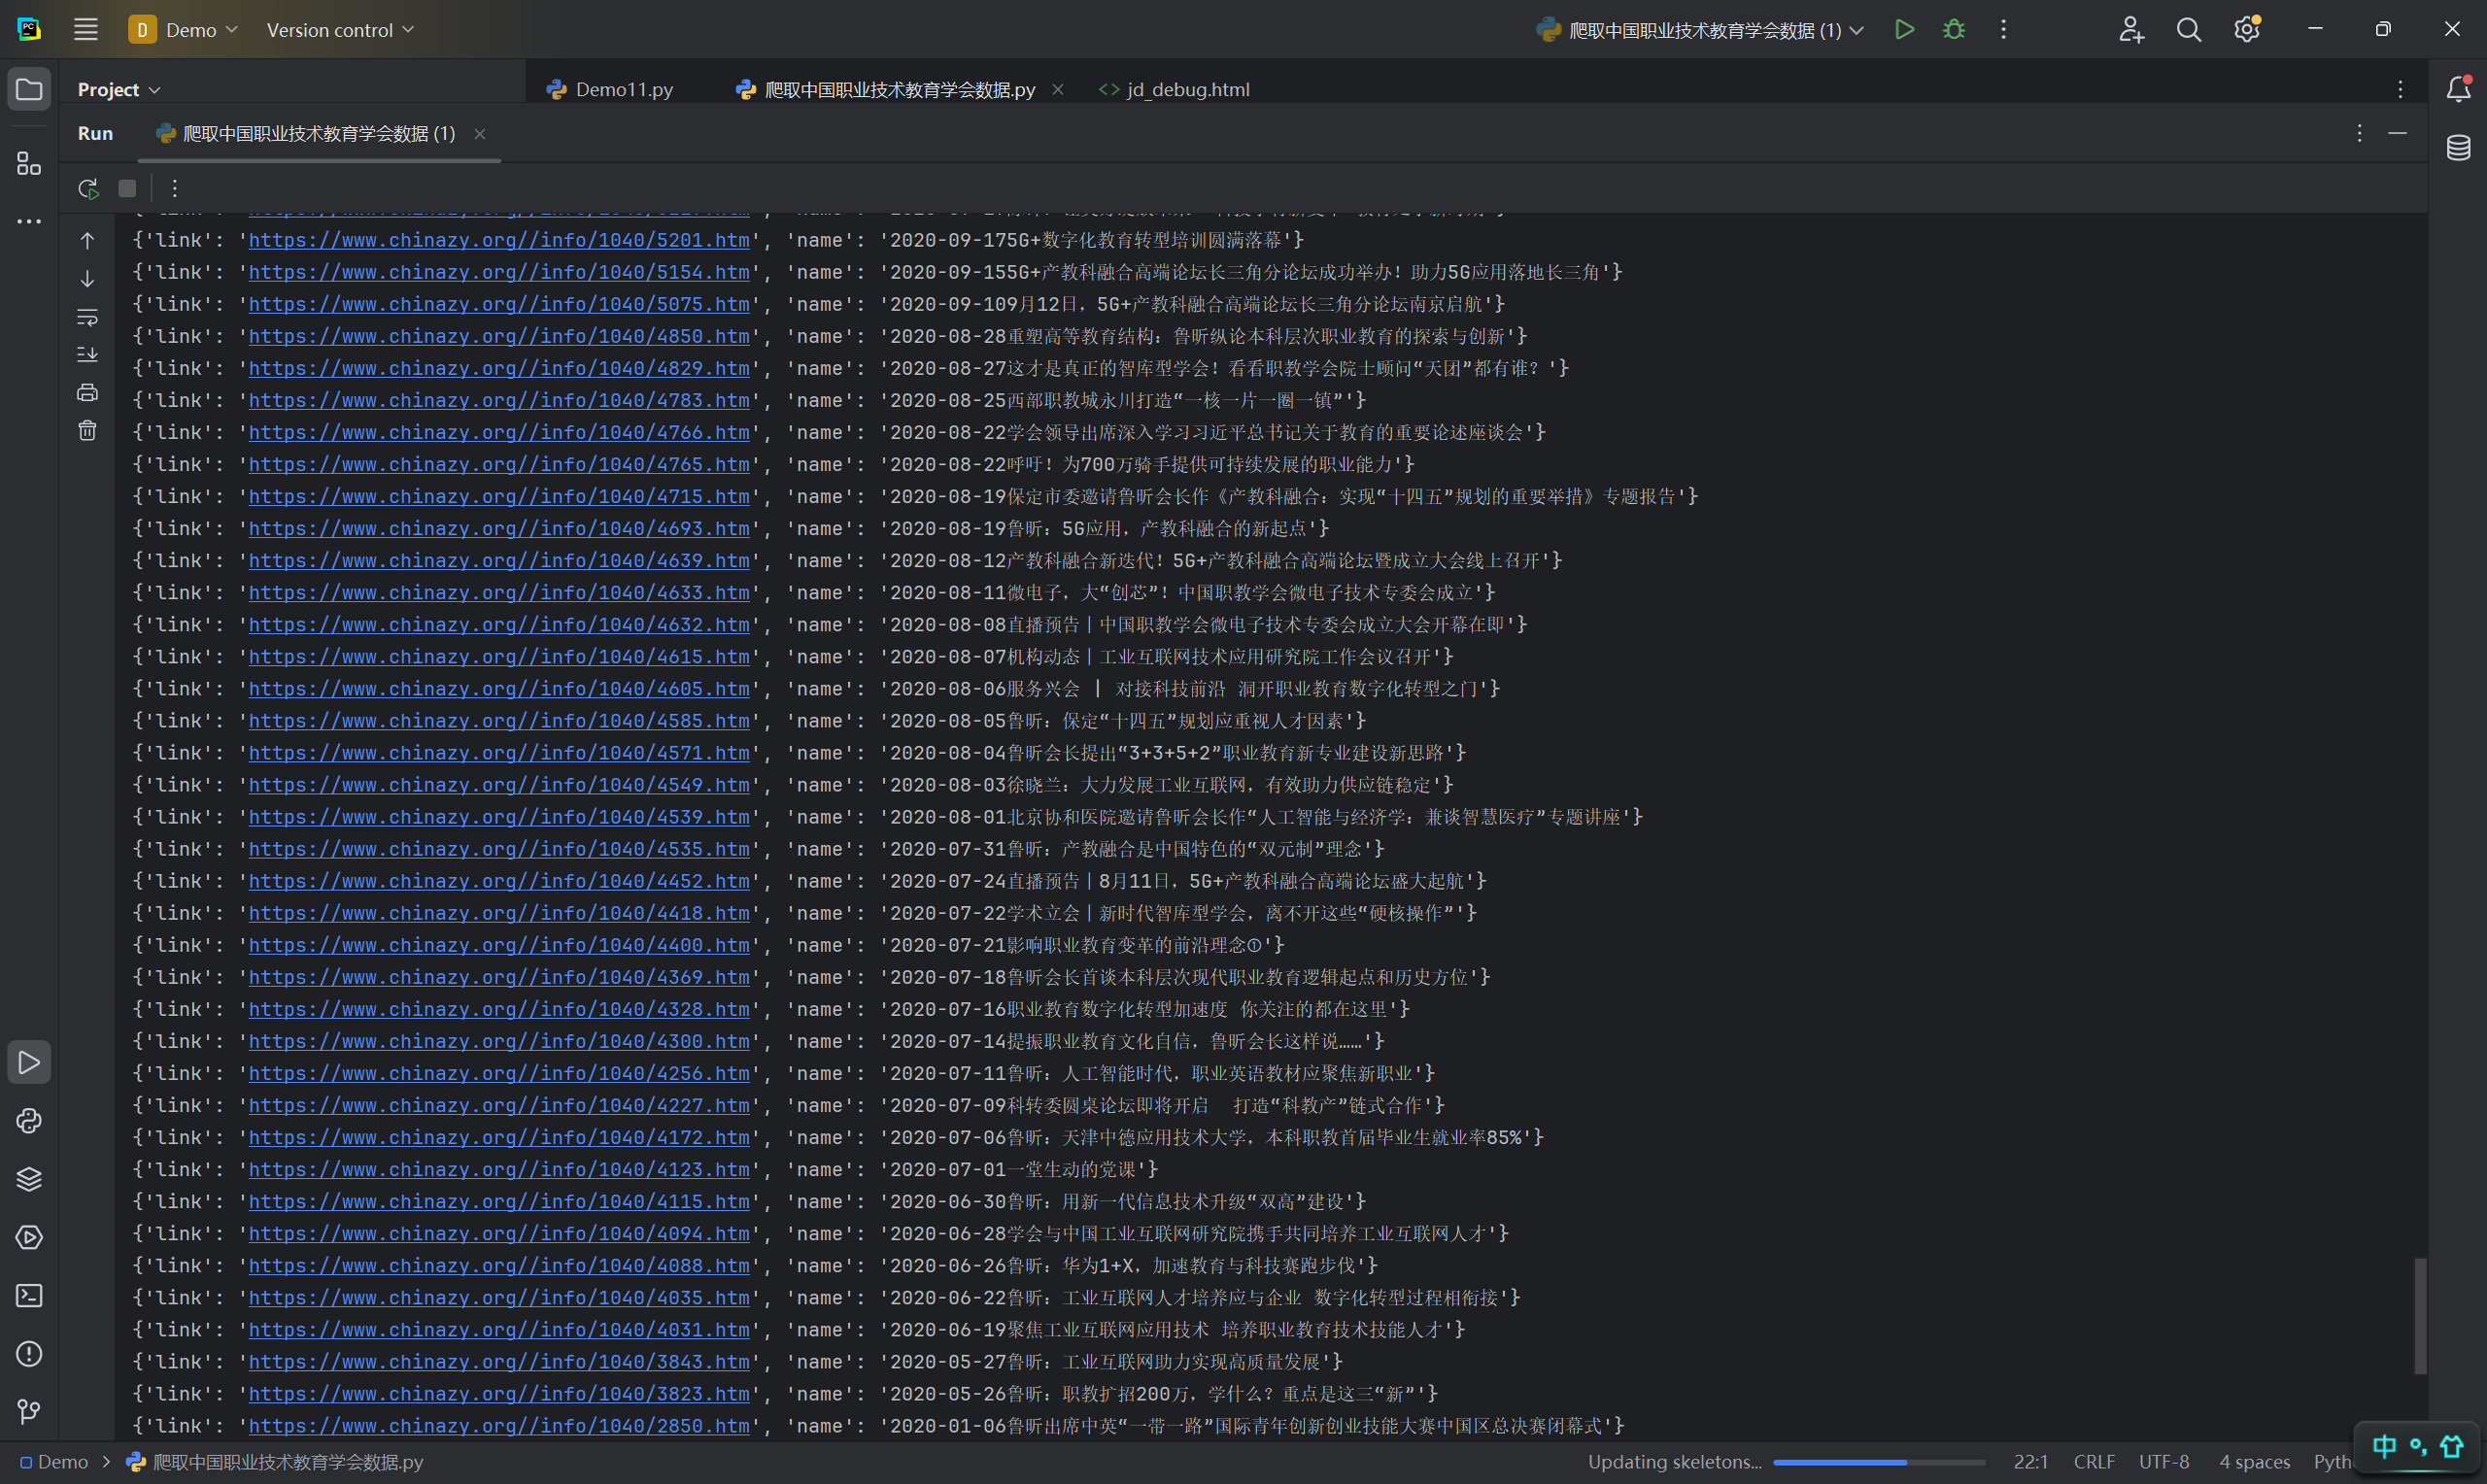 PC
D Demo Version control 爬取中国职业技术教育学会数据 (1)
Project Demo11.py 爬取中国职业技术教育学会数据.py jd_debug.html
Run 爬取中国职业技术教育学会数据 (1)
{'link': 'https://www.chinazy.org//info/1040/5201.htm', 'name': '2020-09-175G+数字化教育转型培训圆满落幕'}
{'link': 'https://www.chinazy.org//info/1040/5154.htm', 'name': '2020-09-155G+产教科融合高端论坛长三角分论坛成功举办！助力5G应用落地长三角'}
{'link': 'https://www.chinazy.org//info/1040/5075.htm', 'name': '2020-09-109月12日，5G+产教科融合高端论坛长三角分论坛南京启航'}
{'link': 'https://www.chinazy.org//info/1040/4850.htm', 'name': '2020-08-28重塑高等教育结构：鲁昕纵论本科层次职业教育的探索与创新'}
{'link': 'https://www.chinazy.org//info/1040/4829.htm', 'name': '2020-08-27这才是真正的智库型学会！看看职教学会院士顾问“天团”都有谁？'}
{'link': 'https://www.chinazy.org//info/1040/4783.htm', 'name': '2020-08-25西部职教城永川打造“一核一片一圈一镇”'}
{'link': 'https://www.chinazy.org//info/1040/4766.htm', 'name': '2020-08-22学会领导出席深入学习习近平总书记关于教育的重要论述座谈会'}
{'link': 'https://www.chinazy.org//info/1040/4765.htm', 'name': '2020-08-22呼吁！为700万骑手提供可持续发展的职业能力'}
{'link': 'https://www.chinazy.org//info/1040/4715.htm', 'name': '2020-08-19保定市委邀请鲁昕会长作《产教科融合：实现“十四五”规划的重要举措》专题报告'}
{'link': 'https://www.chinazy.org//info/1040/4693.htm', 'name': '2020-08-19鲁昕：5G应用，产教科融合的新起点'}
{'link': 'https://www.chinazy.org//info/1040/4639.htm', 'name': '2020-08-12产教科融合新迭代！5G+产教科融合高端论坛暨成立大会线上召开'}
{'link': 'https://www.chinazy.org//info/1040/4633.htm', 'name': '2020-08-11微电子，大“创芯”！中国职教学会微电子技术专委会成立'}
{'link': 'https://www.chinazy.org//info/1040/4632.htm', 'name': '2020-08-08直播预告|中国职教学会微电子技术专委会成立大会开幕在即'}
{'link': 'https://www.chinazy.org//info/1040/4615.htm', 'name': '2020-08-07机构动态|工业互联网技术应用研究院工作会议召开'}
{'link': 'https://www.chinazy.org//info/1040/4605.htm', 'name': '2020-08-06服务兴会 | 对接科技前沿 洞开职业教育数字化转型之门'}
{'link': 'https://www.chinazy.org//info/1040/4585.htm', 'name': '2020-08-05鲁昕：保定“十四五”规划应重视人才因素'}
{'link': 'https://www.chinazy.org//info/1040/4571.htm', 'name': '2020-08-04鲁昕会长提出“3+3+5+2”职业教育新专业建设新思路'}
{'link': 'https://www.chinazy.org//info/1040/4549.htm', 'name': '2020-08-03徐晓兰：大力发展工业互联网，有效助力供应链稳定'}
{'link': 'https://www.chinazy.org//info/1040/4539.htm', 'name': '2020-08-01北京协和医院邀请鲁昕会长作“人工智能与经济学：兼谈智慧医疗”专题讲座'}
{'link': 'https://www.chinazy.org//info/1040/4535.htm', 'name': '2020-07-31鲁昕：产教融合是中国特色的“双元制”理念'}
{'link': 'https://www.chinazy.org//info/1040/4452.htm', 'name': '2020-07-24直播预告|8月11日，5G+产教科融合高端论坛盛大起航'}
{'link': 'https://www.chinazy.org//info/1040/4418.htm', 'name': '2020-07-22学术立会|新时代智库型学会，离不开这些“硬核操作”'}
{'link': 'https://www.chinazy.org//info/1040/4400.htm', 'name': '2020-07-21影响职业教育变革的前沿理念①'}
{'link': 'https://www.chinazy.org//info/1040/4369.htm', 'name': '2020-07-18鲁昕会长首谈本科层次现代职业教育逻辑起点和历史方位'}
{'link': 'https://www.chinazy.org//info/1040/4328.htm', 'name': '2020-07-16职业教育数字化转型加速度 你关注的都在这里'}
{'link': 'https://www.chinazy.org//info/1040/4300.htm', 'name': '2020-07-14提振职业教育文化自信，鲁昕会长这样说……'}
{'link': 'https://www.chinazy.org//info/1040/4256.htm', 'name': '2020-07-11鲁昕：人工智能时代，职业英语教材应聚焦新职业'}
{'link': 'https://www.chinazy.org//info/1040/4227.htm', 'name': '2020-07-09科转委圆桌论坛即将开启  打造“科教产”链式合作'}
{'link': 'https://www.chinazy.org//info/1040/4172.htm', 'name': '2020-07-06鲁昕：天津中德应用技术大学，本科职教首届毕业生就业率85%'}
{'link': 'https://www.chinazy.org//info/1040/4123.htm', 'name': '2020-07-01一堂生动的党课'}
{'link': 'https://www.chinazy.org//info/1040/4115.htm', 'name': '2020-06-30鲁昕：用新一代信息技术升级“双高”建设'}
{'link': 'https://www.chinazy.org//info/1040/4094.htm', 'name': '2020-06-28学会与中国工业互联网研究院携手共同培养工业互联网人才'}
{'link': 'https://www.chinazy.org//info/1040/4088.htm', 'name': '2020-06-26鲁昕：华为1+X，加速教育与科技赛跑步伐'}
{'link': 'https://www.chinazy.org//info/1040/4035.htm', 'name': '2020-06-22鲁昕：工业互联网人才培养应与企业 数字化转型过程相衔接'}
{'link': 'https://www.chinazy.org//info/1040/4031.htm', 'name': '2020-06-19聚焦工业互联网应用技术 培养职业教育技术技能人才'}
{'link': 'https://www.chinazy.org//info/1040/3843.htm', 'name': '2020-05-27鲁昕：工业互联网助力实现高质量发展'}
{'link': 'https://www.chinazy.org//info/1040/3823.htm', 'name': '2020-05-26鲁昕：职教扩招200万，学什么？重点是这三“新”'}
{'link': 'https://www.chinazy.org//info/1040/2850.htm', 'name': '2020-01-06鲁昕出席中英“一带一路”国际青年创新创业技能大赛中国区总决赛闭幕式'}
Demo 爬取中国职业技术教育学会数据.py Updating skeletons... 22:1 CRLF UTF-8 4 spaces Pyth
中 °,